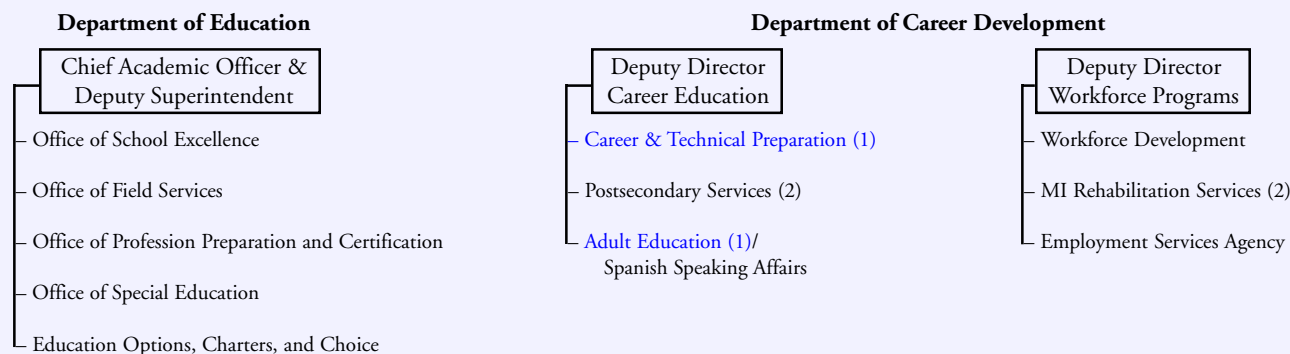 Department of Education
Chief Academic Officer &
Deputy Superintendent
– Office of School Excellence
– Office of Field Services
– Office of Profession Preparation and Certification
– Office of Special Education
– Education Options, Charters, and Choice
Department of Career Development
Deputy Director
Career Education
– Career & Technical Preparation (1)
– Postsecondary Services (2)
– Adult Education (1)/
Spanish Speaking Affairs
Deputy Director
Workforce Programs
– Workforce Development
– MI Rehabilitation Services (2)
– Employment Services Agency